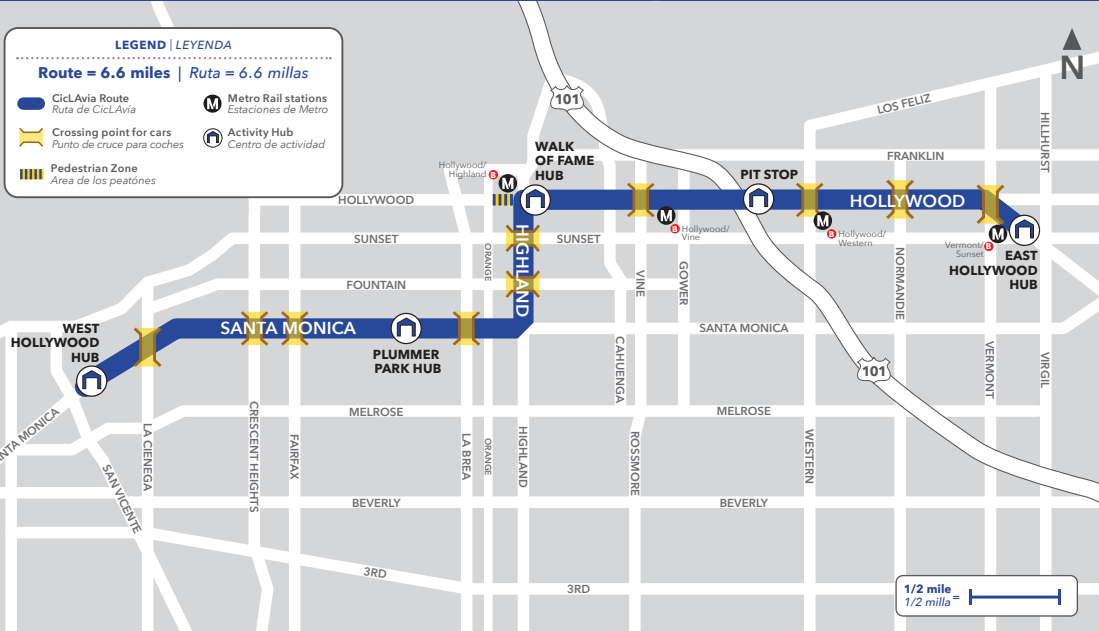 LEGEND | LEYENDA
Route = 6.6 miles | Ruta = 6.6 millas
CicLAvia Route
Ruta de CicLAvía
M
Metro Rail stations
Estaciones de Metro
Crossing point for cars
Punto de cruce para coches
Activity Hub
Centro de actividad
Pedestrian Zone
Area de los peatónes
101
N
LOS FELIZ
HILLHURST
FRANKLIN
WALK
OF FAME
HUB
Hollywood/
Highland
B
M
PIT STOP
HOLLYWOOD
HOLLYWOOD
M
B
Hollywood/
Vine
M
B
Hollywood/
Western
M
Vermont/
Sunset
B
EAST
HOLLYWOOD
HUB
SUNSET
SUNSET
HIGHLAND
ORANGE
VINE
GOWER
NORMANDIE
FOUNTAIN
WEST
HOLLYWOOD
HUB
SANTA MONICA
PLUMMER
PARK HUB
SANTA MONICA
CAHUENGA
VERMONT
VIRGIL
101
NTA MONICA
MELROSE
MELROSE
SAN VICENTE
LA CIENEGA
CRESCENT HEIGHTS
FAIRFAX
LA BREA
ORANGE
HIGHLAND
ROSSMORE
WESTERN
BEVERLY
BEVERLY
3RD
3RD
1/2 mile
1/2 milla =